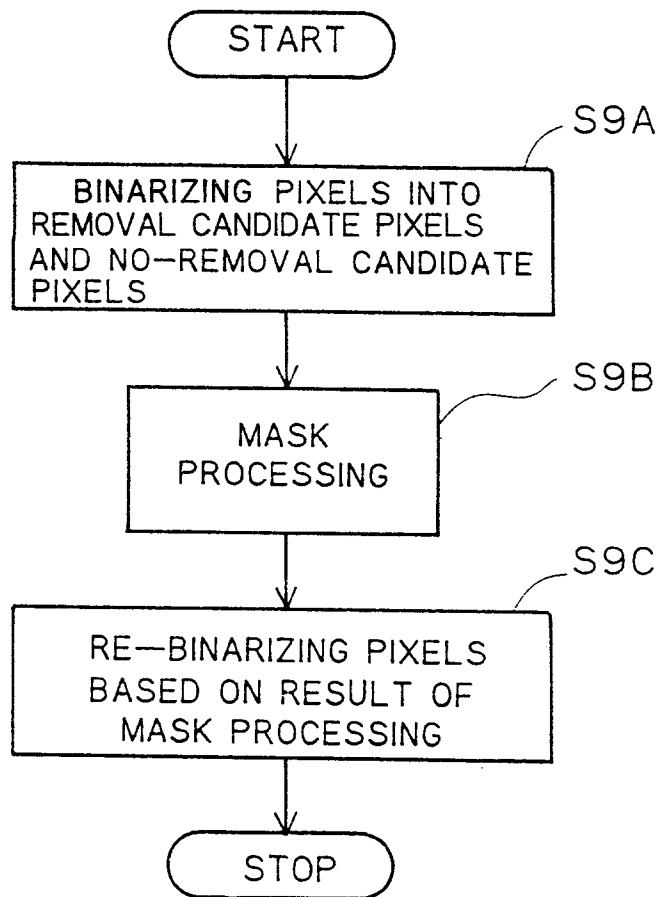 START
S9A
BINARIZING PIXELS INTO
REMOVAL CANDIDATE PIXELS
AND NO-REMOVAL CANDIDATE
PIXELS
S9B
MASK
PROCESSING
S9C
RE-BINARIZING PIXELS
BASED ON RESULT OF
MASK PROCESSING
STOP